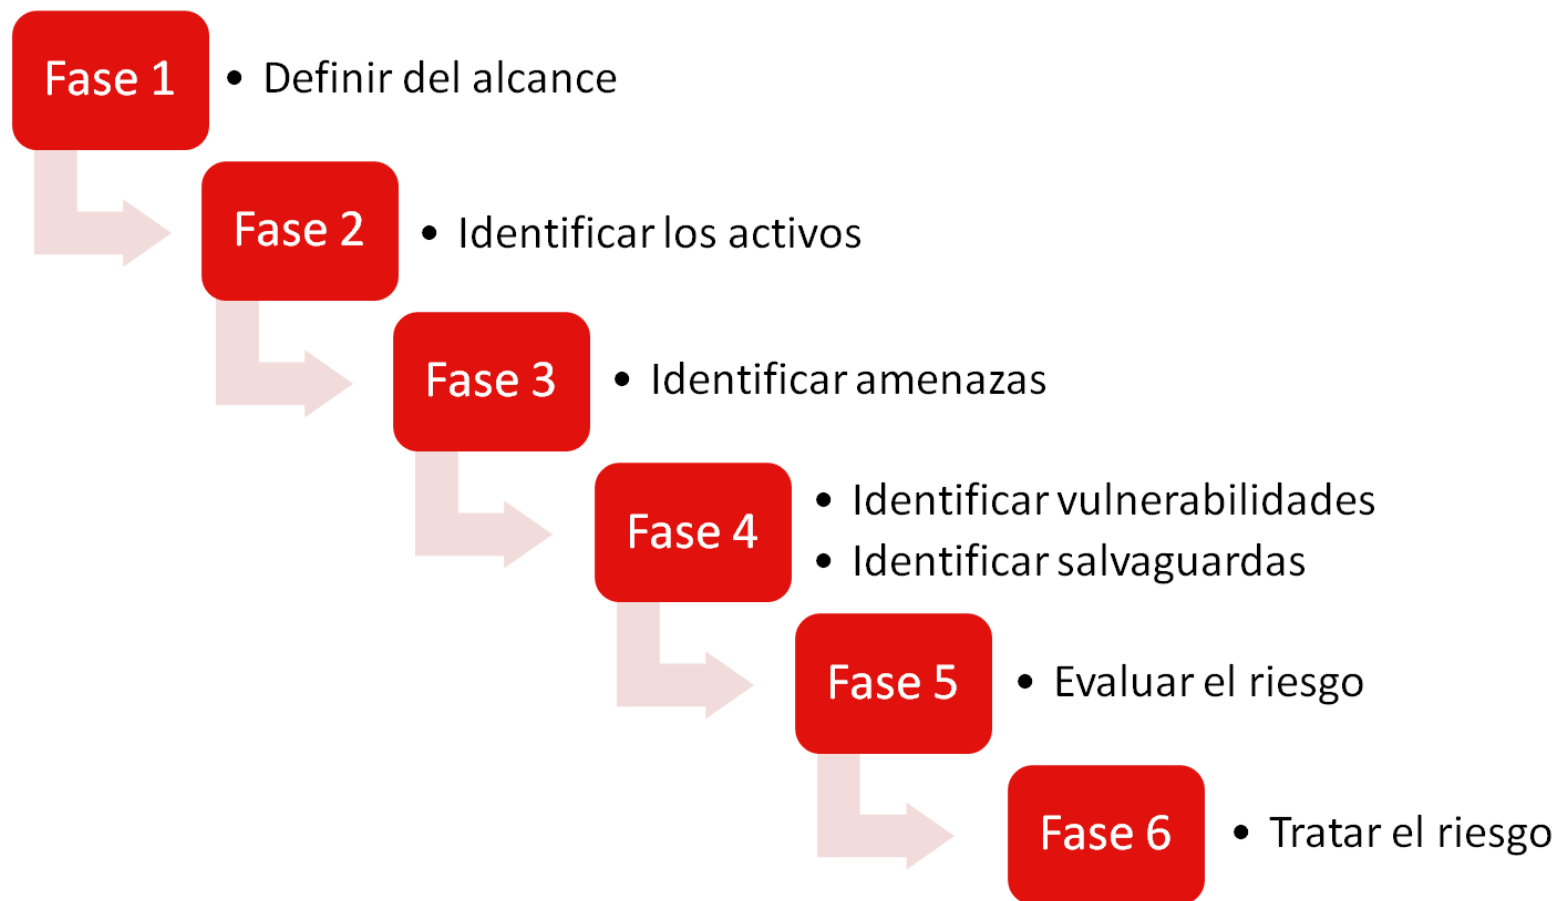 Fase 1
• Definir del alcance
Fase 2
• Identificar los activos
Fase 3
• Identificar amenazas
Fase 4
• Identificar vulnerabilidades
• Identificar salvaguardas
Fase 5
• Evaluar el riesgo
Fase 6
• Tratar el riesgo